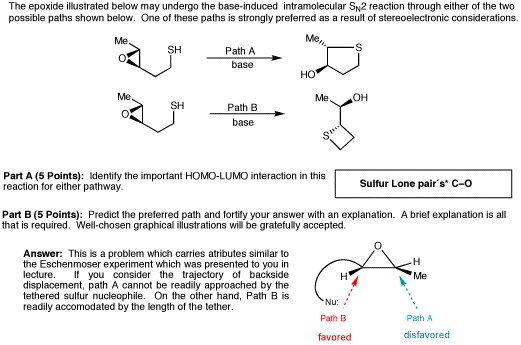 The epoxide illustrated below may undergo the base-induced intramolecular SN2 reaction through either of the two
possible paths shown below. One of these paths is strongly preferred as a result of stereoelectronic considerations.
Me
O
SH
Path A
base
Me
S
HO
Me
O
SH
Path B
base
Me
OH
S
Part A (5 Points): Identify the important HOMO-LUMO interaction in this
reaction for either pathway.
Sulfur Lone pair´s* C–O
Part B (5 Points): Predict the preferred path and fortify your answer with an explanation. A brief explanation is all
that is required. Well-chosen graphical illustrations will be gratefully accepted.
Answer: This is a problem which carries atributes similar to
the Eschenmoser experiment which was presented to you in
lecture. If you consider the trajectory of backside
displacement, path A cannot be readily approached by the
tethered sulfur nucleophile. On the other hand, Path B is
readily accomodated by the length of the tether.
O
H
H
Me
Nu:
Path B
favored
Path A
disfavored